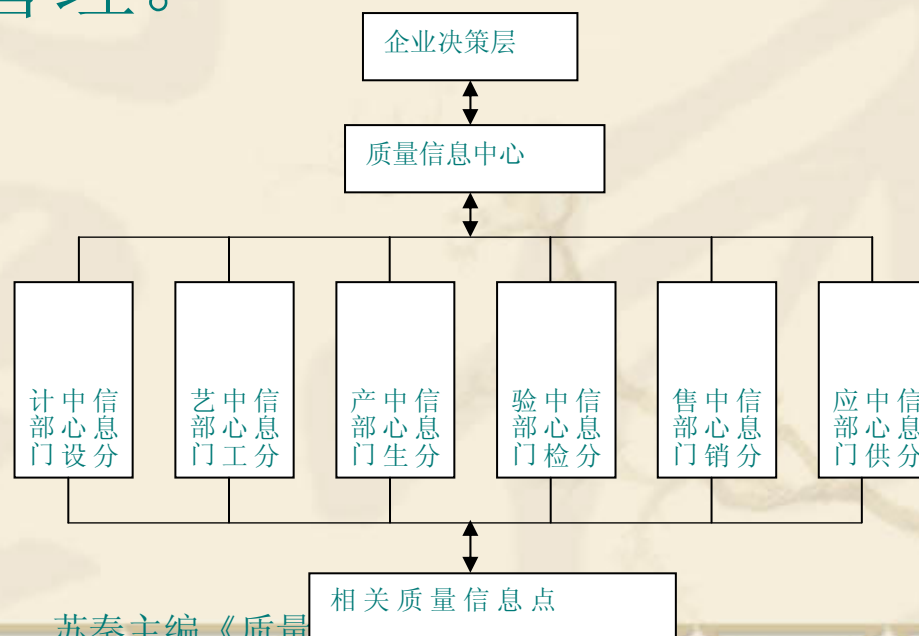 管理。
企业决策层
质量信息中心
信息分
中心设
计部门
信息分
中心工
艺部门
信息分
中心生
产部门
信息分
中心检
验部门
信息分
中心销
售部门
信息分
中心供
应部门
相关质量信息点
苏秦主编《质量